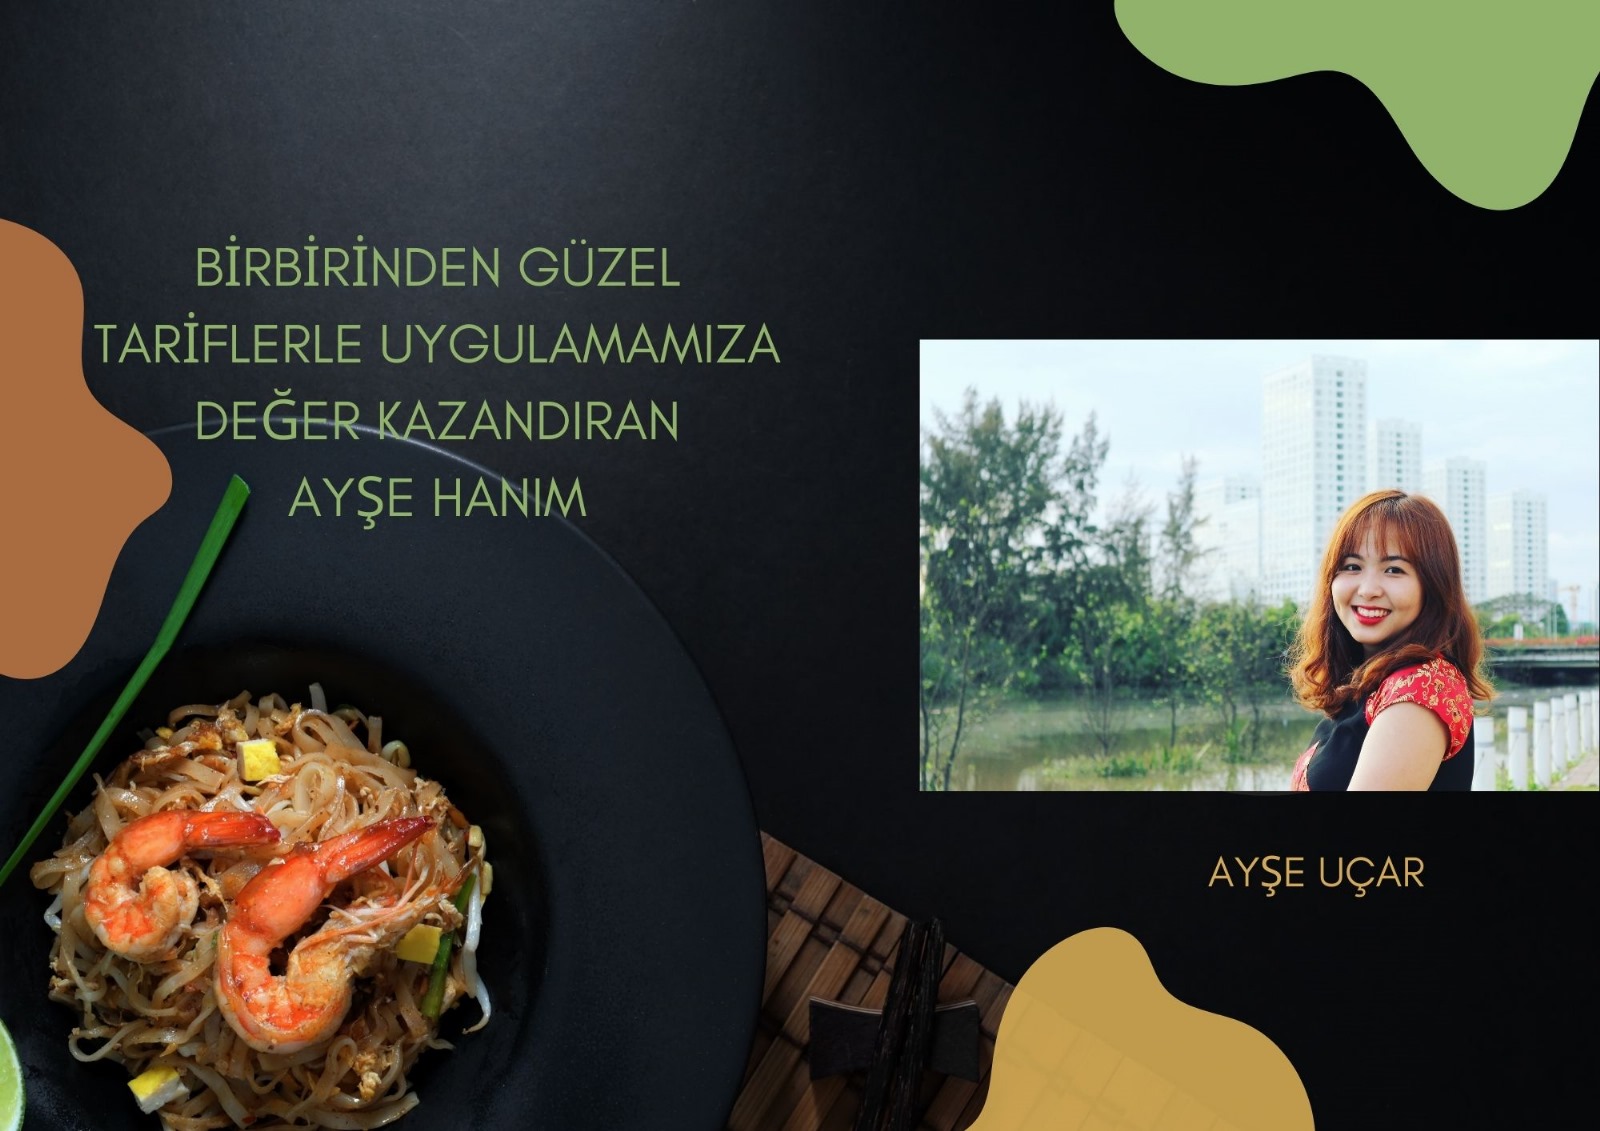 BİRBİRİNDEN GÜZEL
TARİFLERLE UYGULAMAMIZA
DEĞER KAZANDIRAN
AYŞE HANIM
AYŞE UÇAR